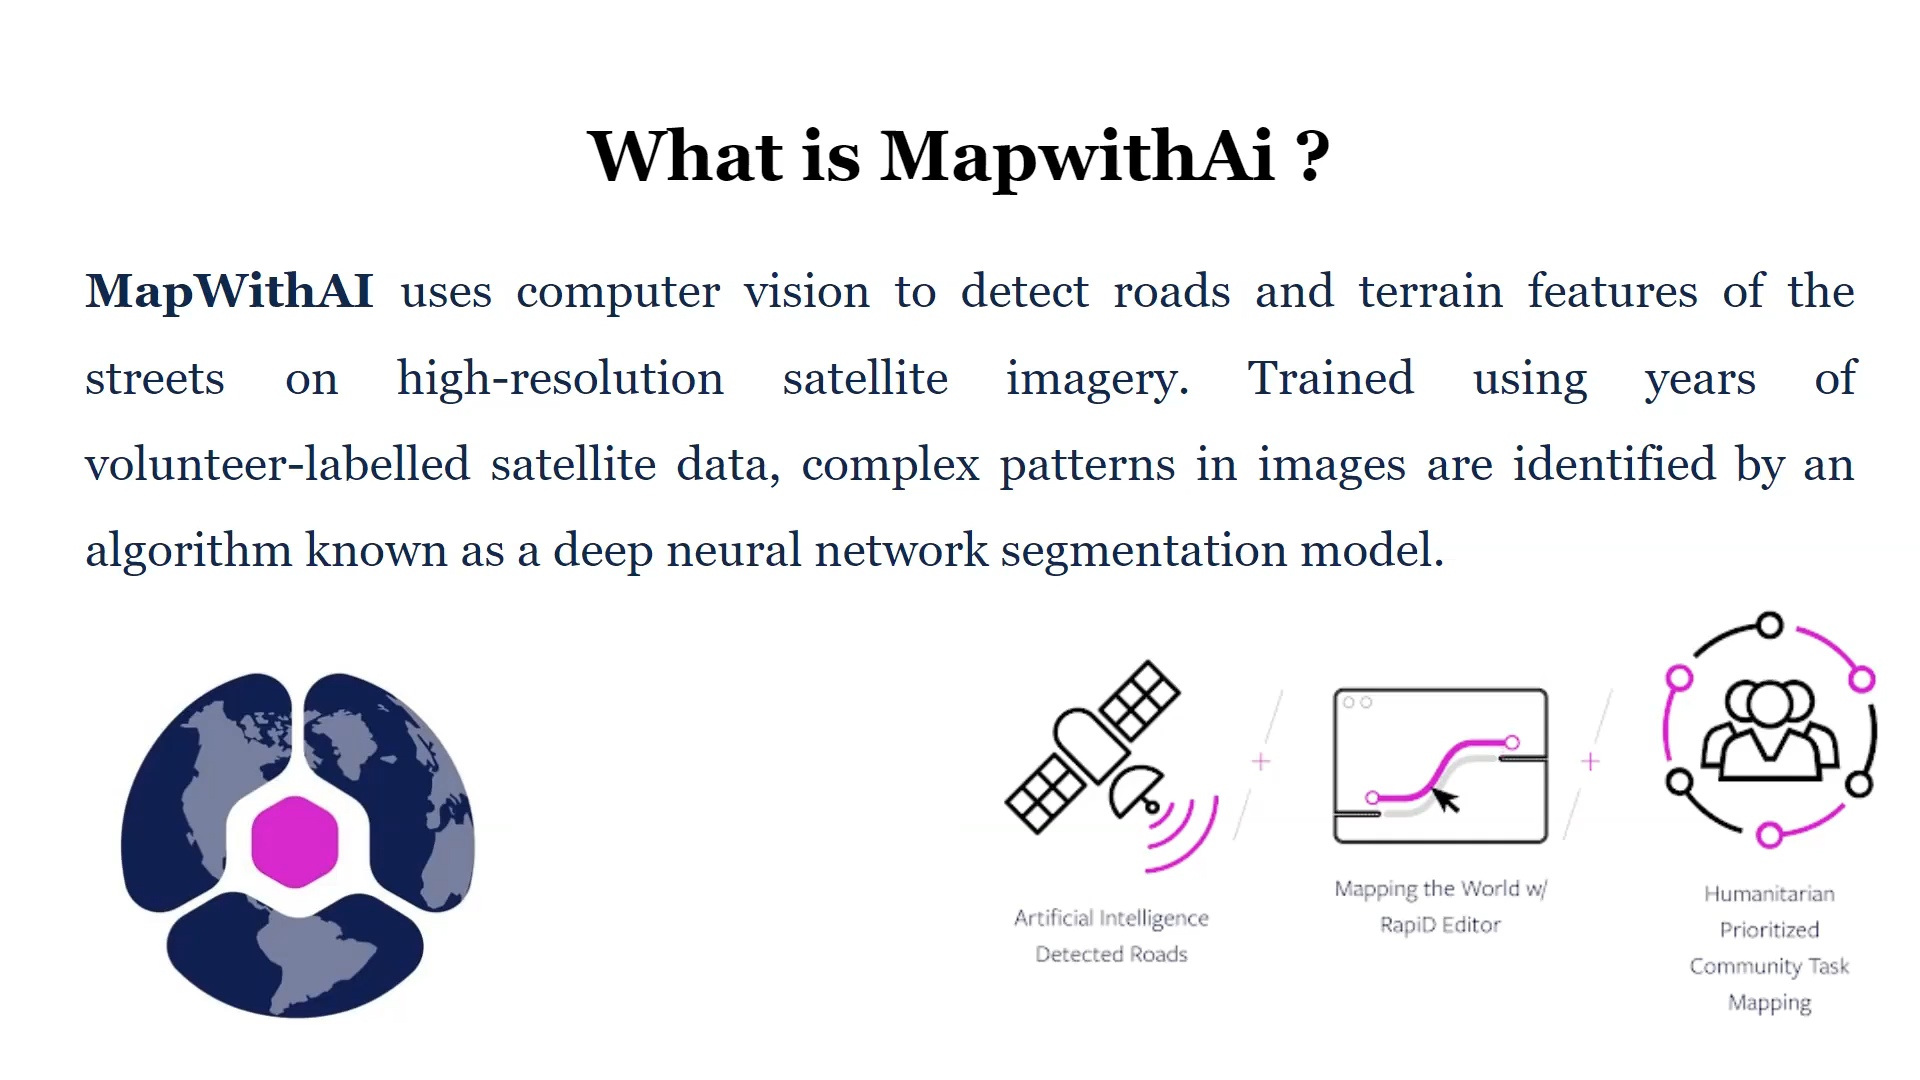 What is MapwithAi ?
MapWithAI uses computer vision to detect roads and terrain features of the
streets on high-resolution satellite imagery. Trained using years of
volunteer-labelled satellite data, complex patterns in images are identified by an
algorithm known as a deep neural network segmentation model.
Artificial Intelligence
Detected Roads
+
Mapping the World w/
RapiD Editor
+
Humanitarian
Prioritized
Community Task
Mapping